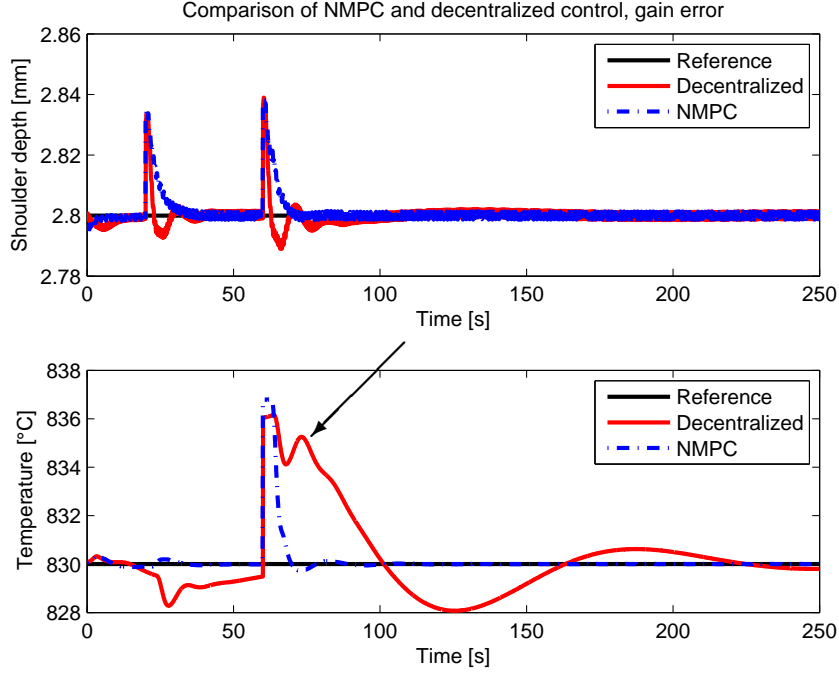 Comparison of NMPC and decentralized control, gain error
2.86
2.84
2.82
2.8
2.78
Shoulder depth [mm]
Reference
Decentralized
NMPC
0
50
100
150
200
250
Time [s]
838
836
834
832
830
828
Temperature [°C]
Reference
Decentralized
NMPC
0
50
100
150
200
250
Time [s]